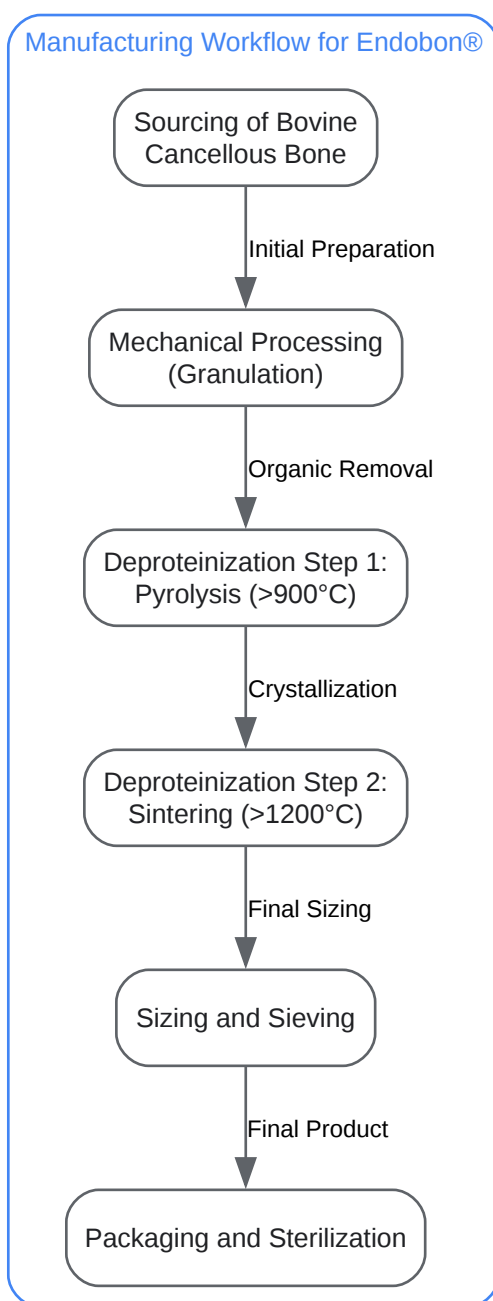 Manufacturing Workflow for Endobon®
Sourcing of Bovine
Cancellous Bone
Initial Preparation
Mechanical Processing
(Granulation)
Organic Removal
Deproteinization Step 1:
Pyrolysis (>900°C)
Crystallization
Deproteinization Step 2:
Sintering (>1200°C)
Final Sizing
Sizing and Sieving
Final Product
Packaging and Sterilization